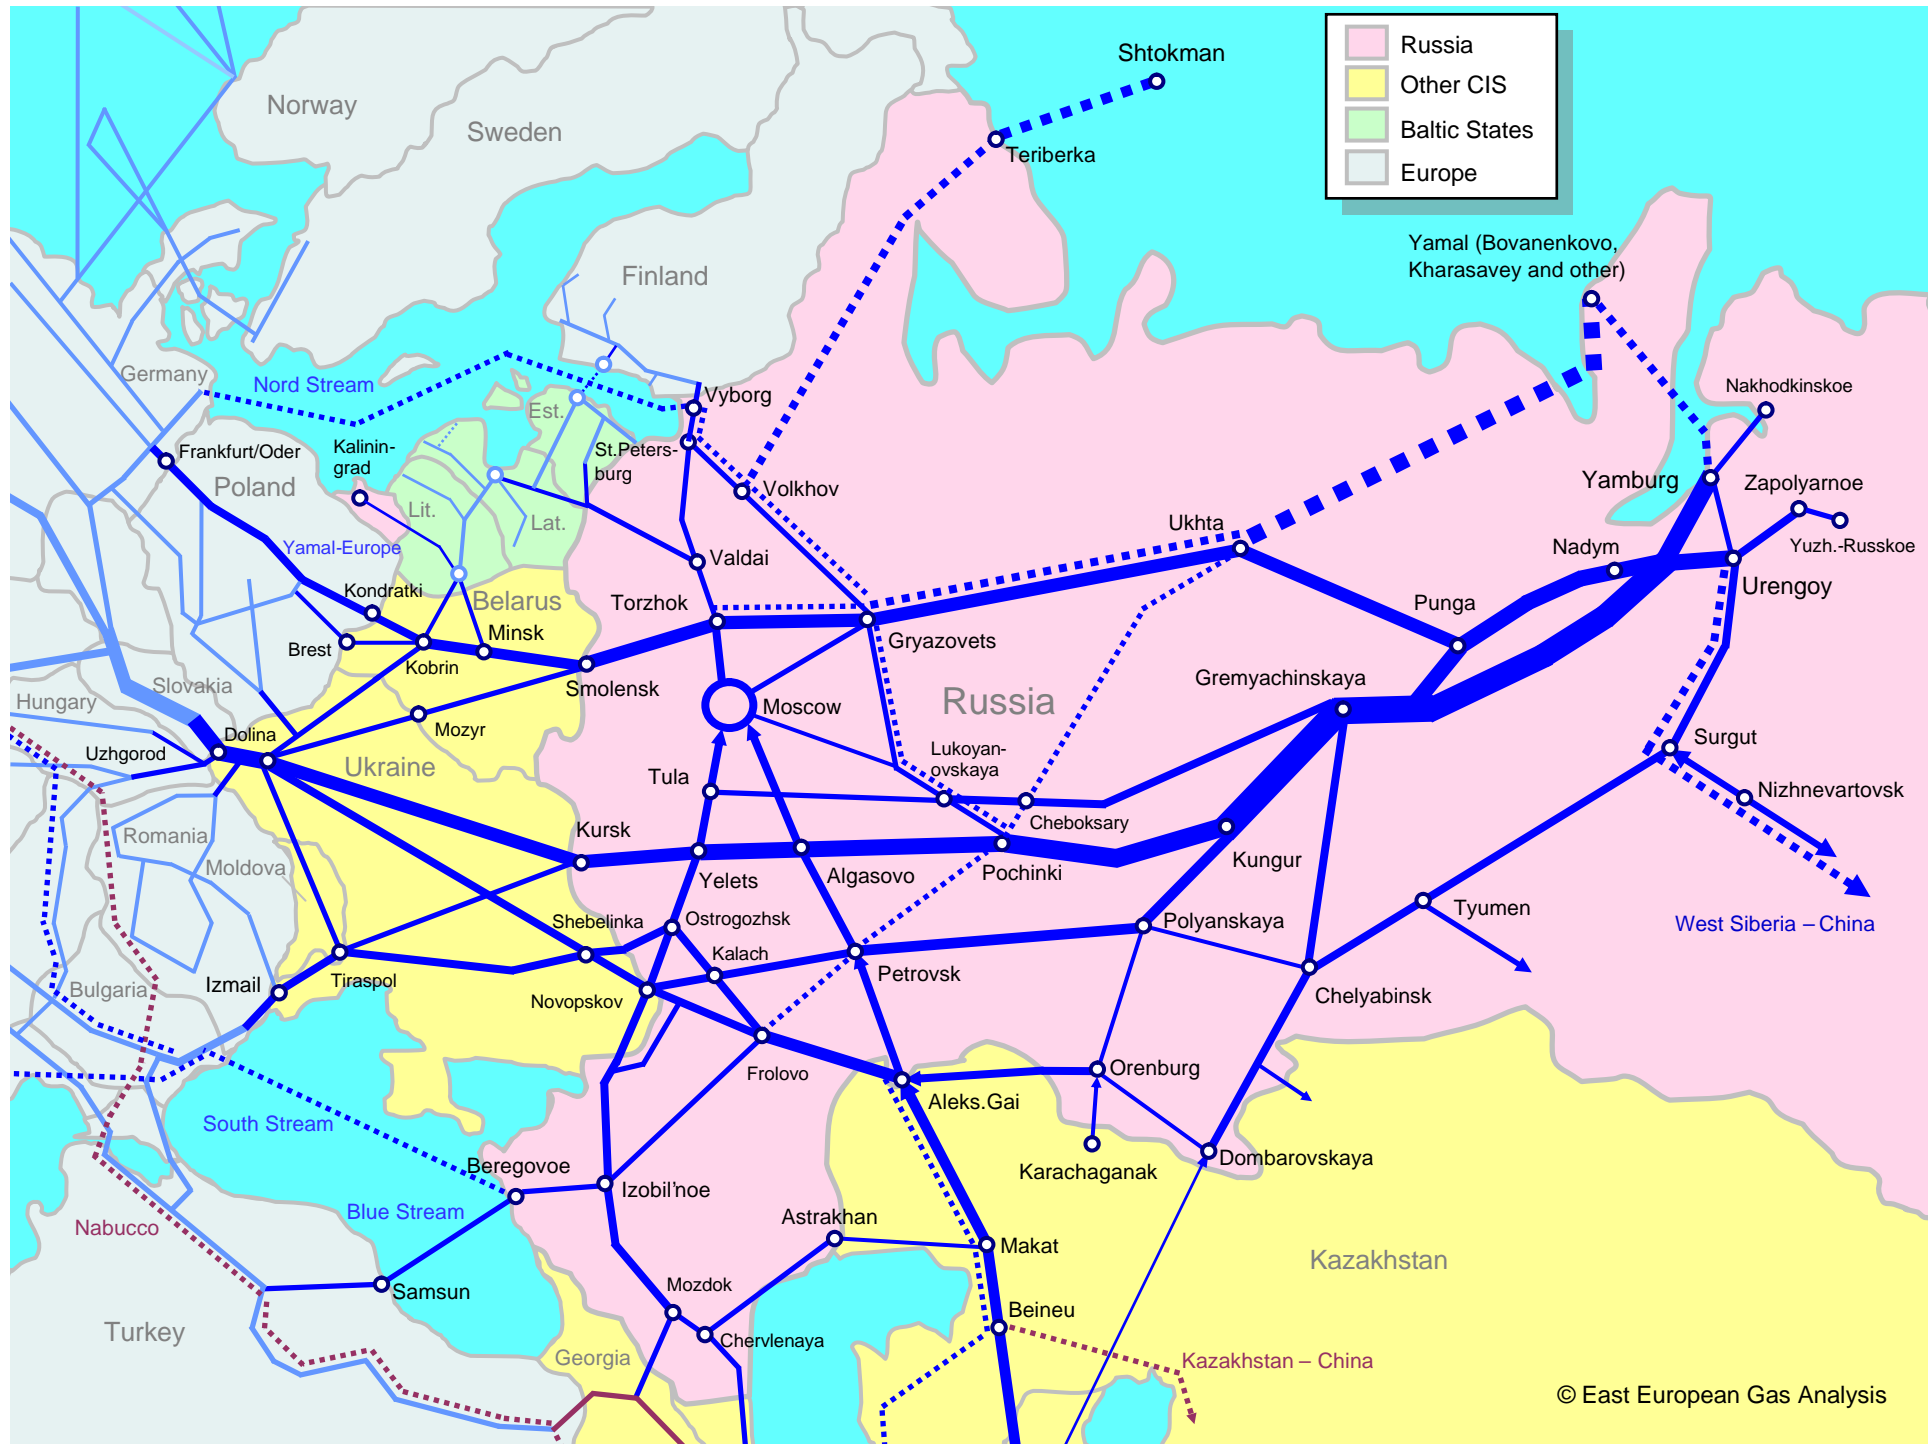 Shtokman
Russia
Other CIS
Baltic States
Europe
Norway
Sweden
Teriberka
Finland
Yamal (Bovanenkovo,
Kharasavey and other)
Germany
Nord Stream
Vyborg
Nakhodkinskoe
Est.
Kalinin-
grad
St.Peters-
burg
Frankfurt/Oder
Poland
Volkhov
Yamburg
Zapolyarnoe
Lit.
Lat.
Ukhta
Yamal-Europe
Nadym
Yuzh.-Russkoe
Valdai
Urengoy
Kondratki
Belarus
Torzhok
Punga
Minsk
Brest
Kobrin
Gryazovets
Smolensk
Gremyachinskaya
Slovakia
Hungary
Russia
Moscow
Mozyr
Dolina
Uzhgorod
Ukraine
Lukoyan-
ovskaya
Surgut
Tula
Nizhnevartovsk
Romania
Kursk
Cheboksary
Moldova
Yelets
Algasovo
Pochinki
Kungur
Shebelinka
Ostrogozhsk
Polyanskaya
Tyumen
West Siberia – China
Kalach
Bulgaria
Izmail
Tiraspol
Novopskov
Petrovsk
Chelyabinsk
Frolovo
Orenburg
Aleks.Gai
South Stream
Beregovoe
Karachaganak
Dombarovskaya
Izobil'noe
Blue Stream
Nabucco
Astrakhan
Makat
Kazakhstan
Samsun
Mozdok
Beineu
Turkey
Chervlenaya
Georgia
Kazakhstan – China
© East European Gas Analysis